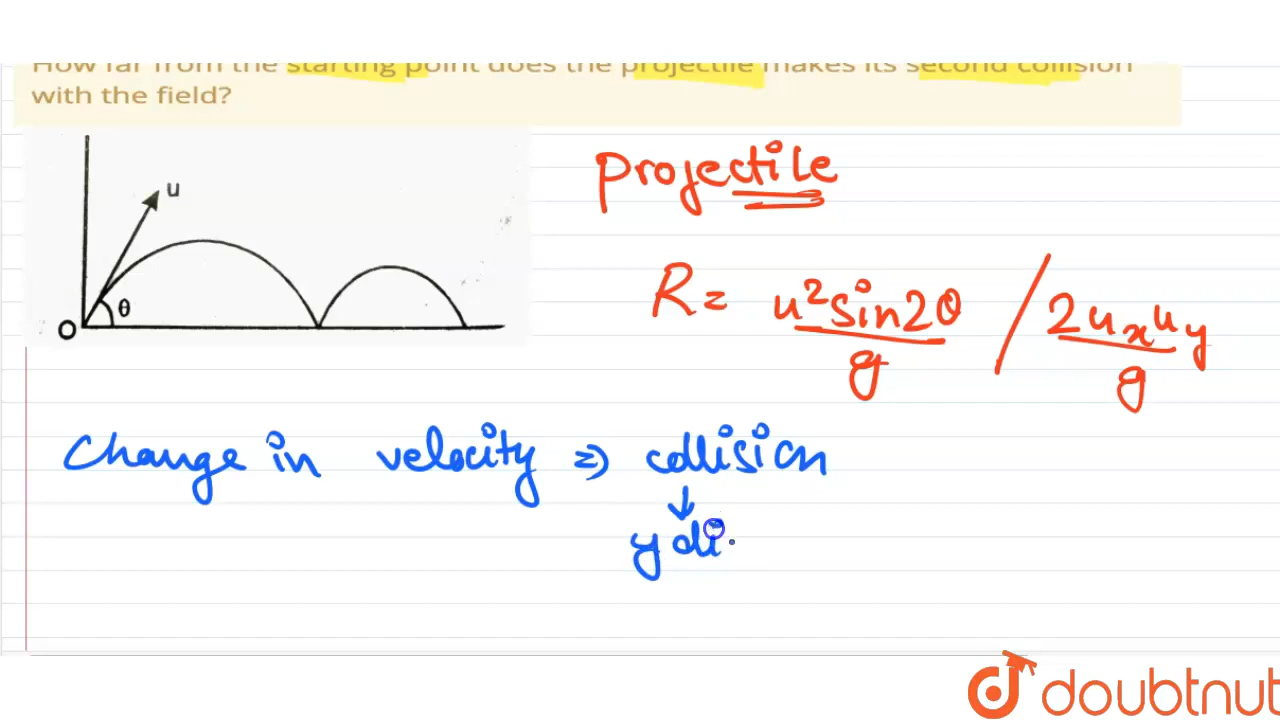 How far from the starting point does the projectile makes its second collision
with the field?
u
θ
O
Projectile
R = u²sin2θ/g / 2uₓuy/g
Change in velocity ⇒ collision
↓
y di
doubtnut